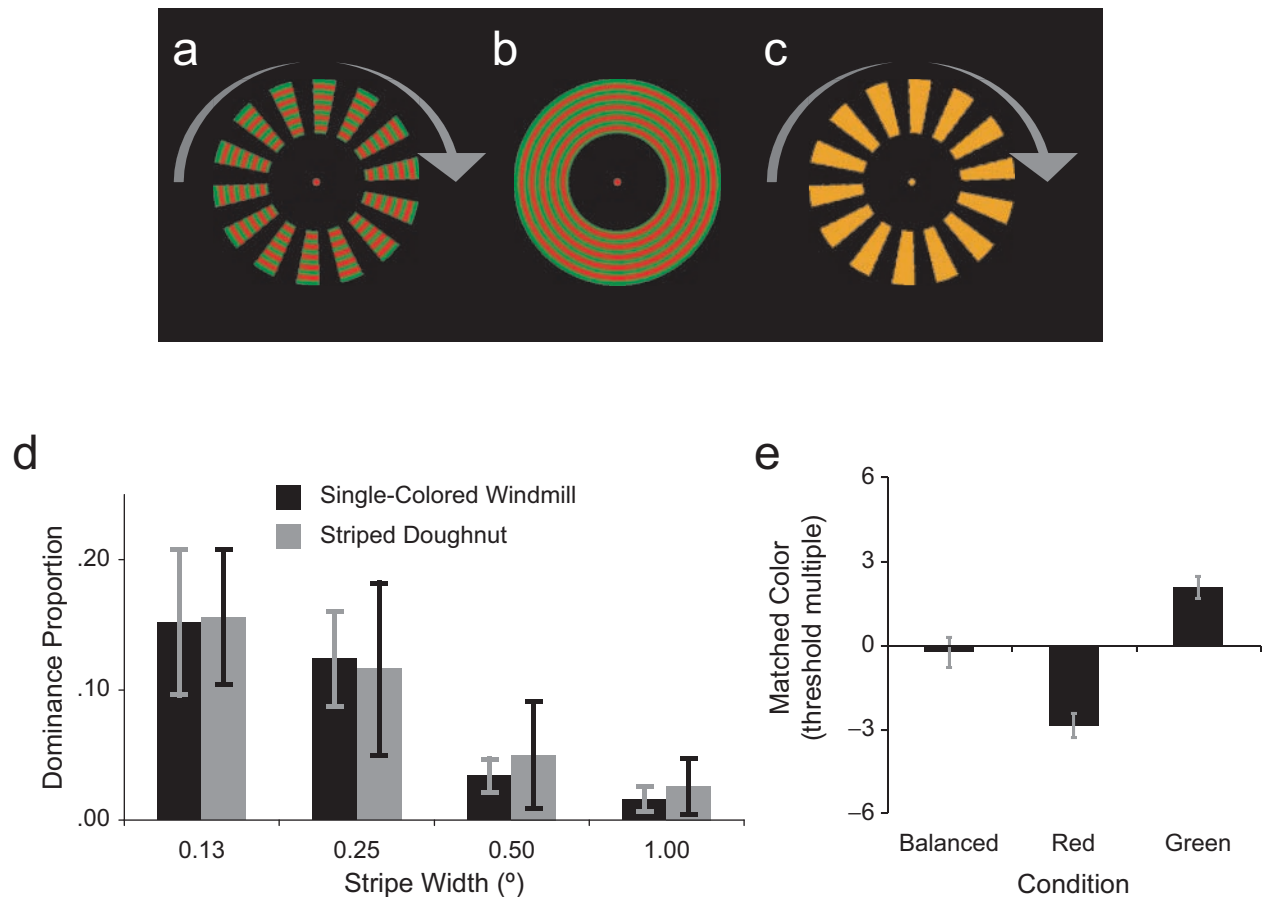 a
b
c
d
Single-Colored Windmill
Striped Doughnut
Dominance Proportion
.20
.10
.00
0.13
0.25
0.50
1.00
Stripe Width (º)
e
Matched Color
(threshold multiple)
6
3
0
–3
–6
Balanced
Red
Green
Condition